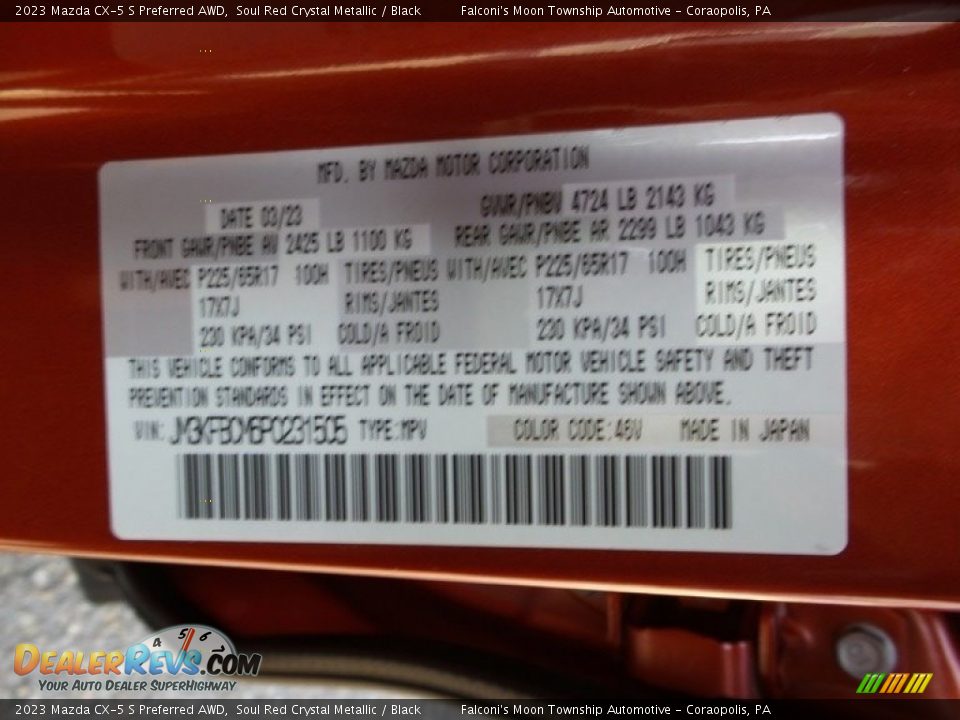 2023 Mazda CX-5 S Preferred AWD, Soul Red Crystal Metallic / Black Falconi's Moon Township Automotive - Coraopolis, PA
MFD. BY MAZDA MOTOR CORPORATION
DATE 03/23 GVWR/PNBV 4724 LB 2143 KG
FRONT GAWR/PNBE AV 2425 LB 1100 KG REAR GAWR/PNBE AR 2299 LB 1043 KG
WITH/AVEC P225/65R17 100H TIRES/PNEUS WITH/AVEC P225/65R17 100H TIRES/PNEUS
17X7J RIMS/JANTES 17X7J RIMS/JANTES
230 KPA/34 PSI COLD/A FROID 230 KPA/34 PSI COLD/A FROID
THIS VEHICLE CONFORMS TO ALL APPLICABLE FEDERAL MOTOR VEHICLE SAFETY AND THEFT
PREVENTION STANDARDS IN EFFECT ON THE DATE OF MANUFACTURE SHOWN ABOVE.
VIN: JM3KFBCM6P0231505 TYPE:MPV COLOR CODE:46V MADE IN JAPAN
4 5 6
DEALERREVS.COM
YOUR AUTO DEALER SUPERHIGHWAY
2023 Mazda CX-5 S Preferred AWD, Soul Red Crystal Metallic / Black Falconi's Moon Township Automotive - Coraopolis, PA